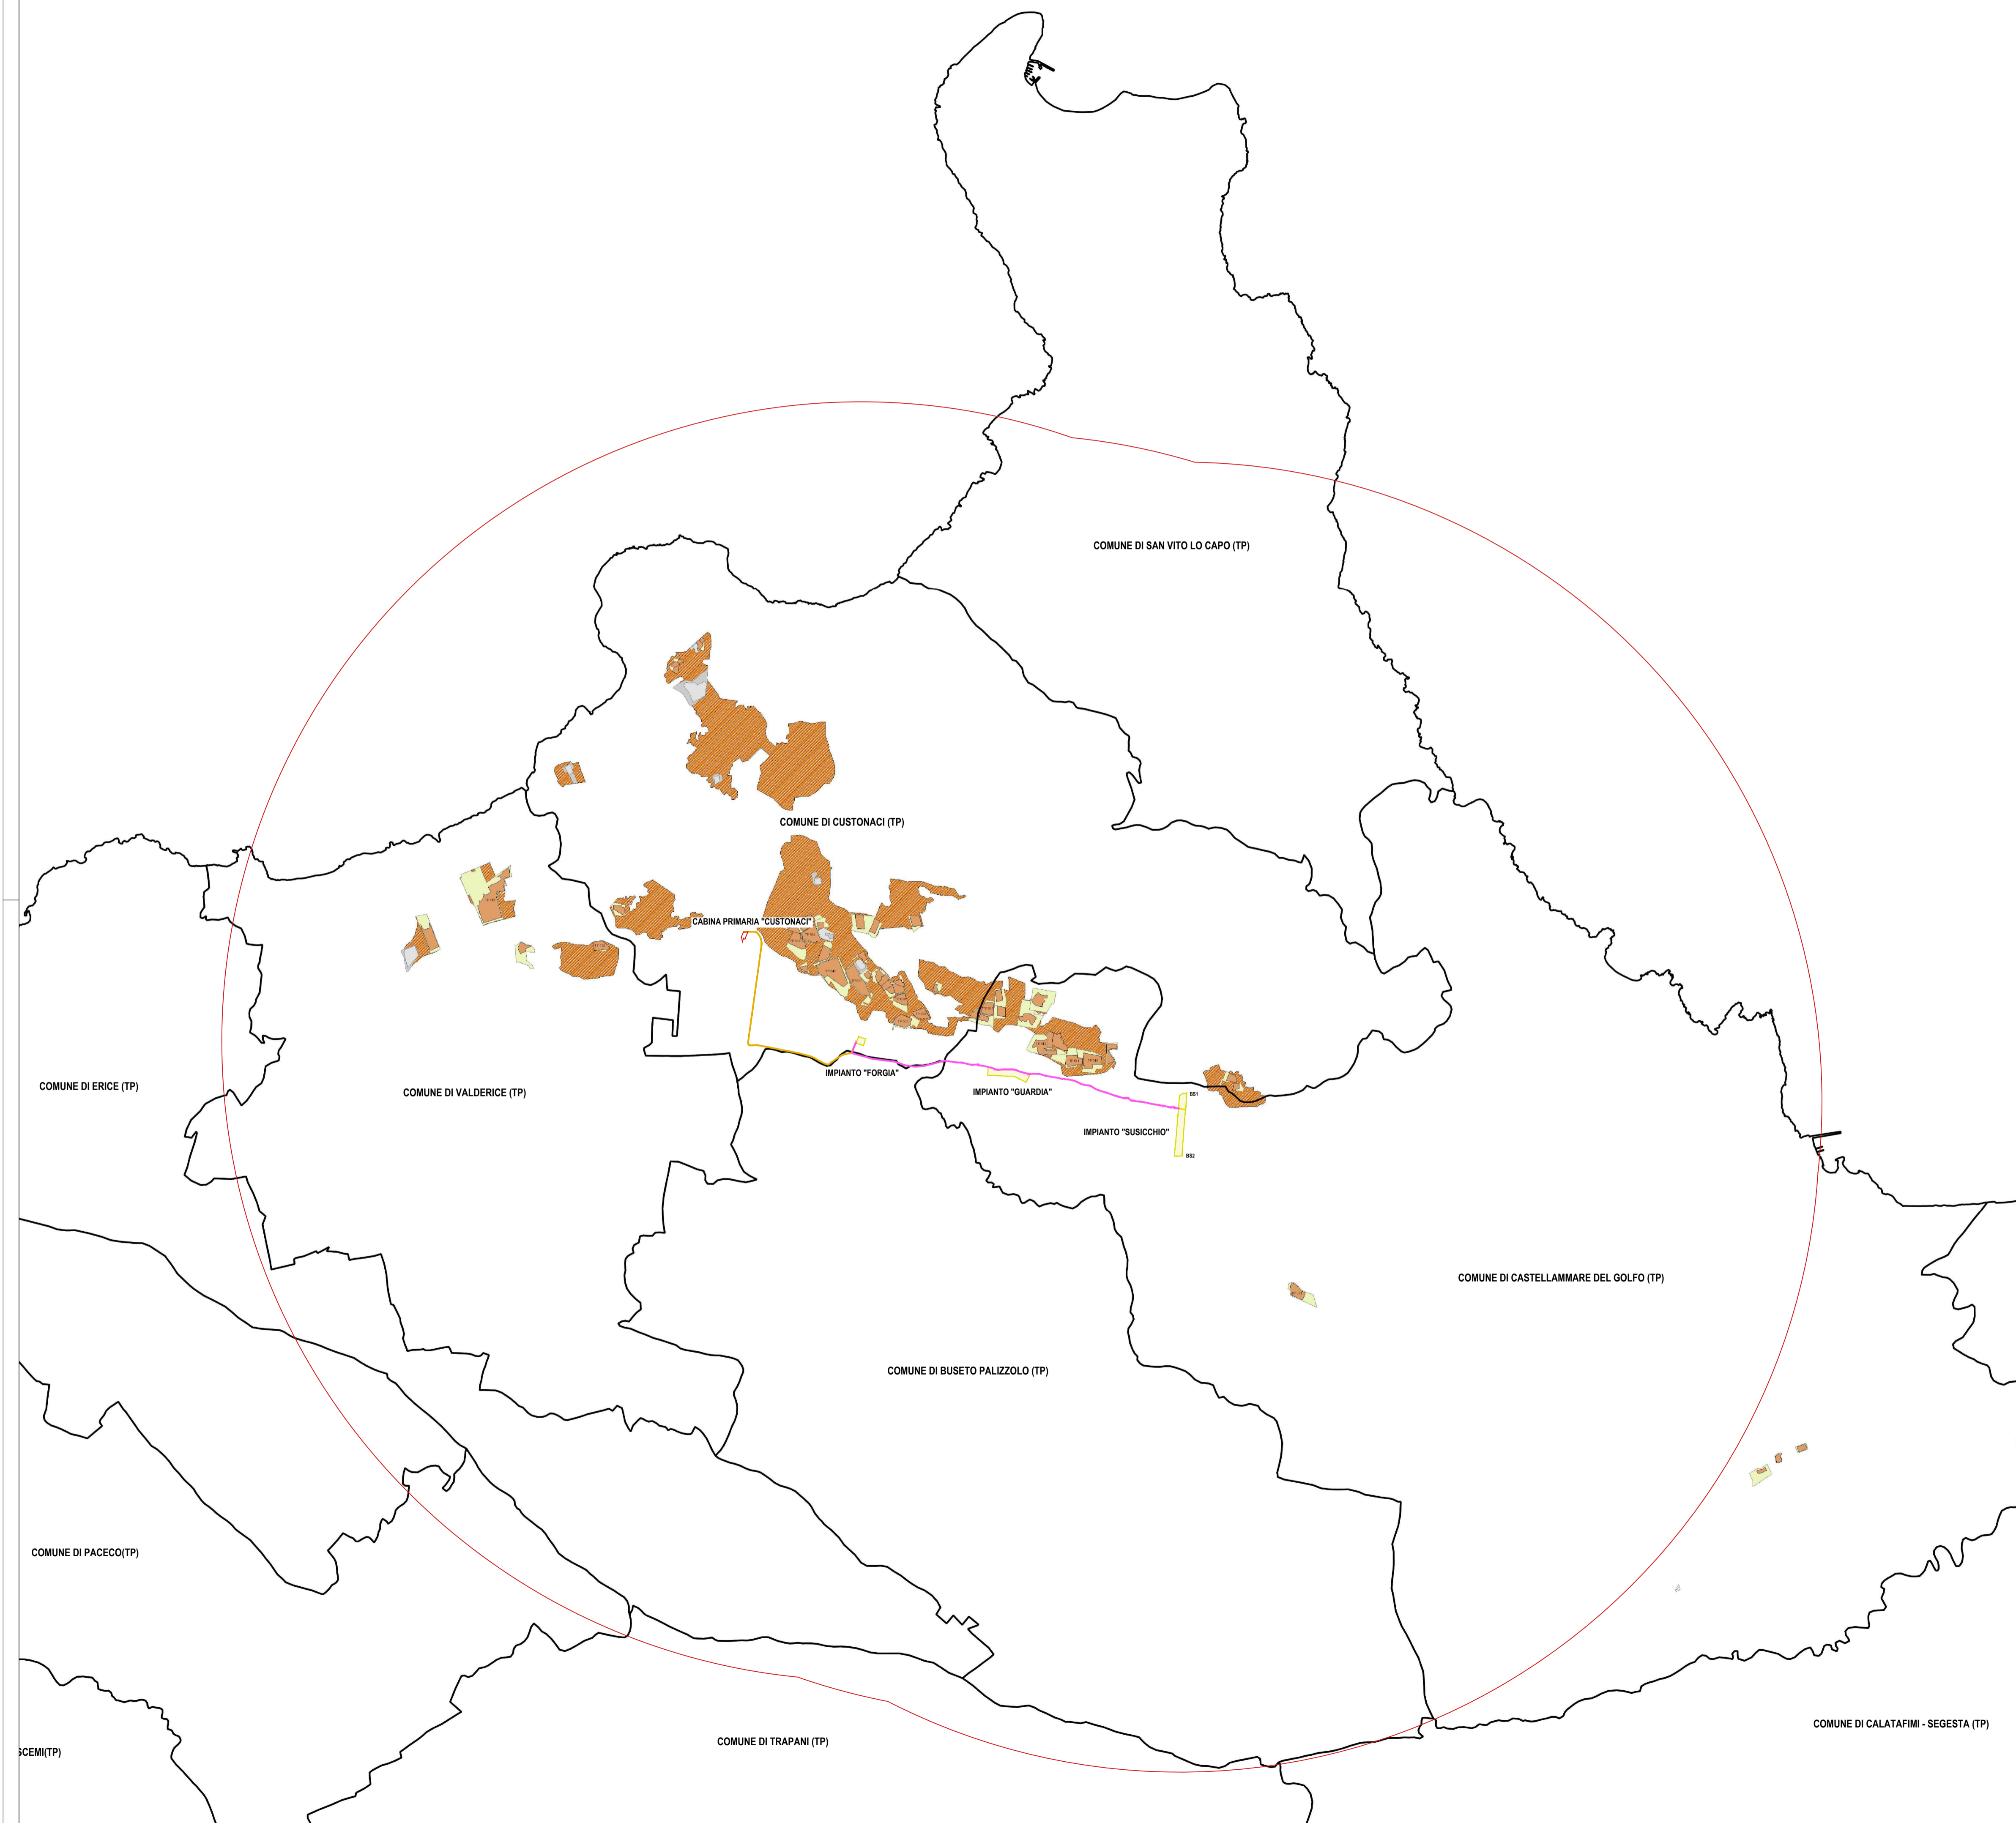 COMUNE DI SAN VITO LO CAPO (TP)
COMUNE DI CUSTONACI (TP)
CABINA PRIMARIA "CUSTONACI"
IMPIANTO "FORGIA"
COMUNE DI ERICE (TP)
COMUNE DI VALDERICE (TP)
IMPIANTO "GUARDIA"
BS1
IMPIANTO "SUSICCHIO"
BS2
COMUNE DI CASTELLAMMARE DEL GOLFO (TP)
COMUNE DI BUSETO PALIZZOLO (TP)
COMUNE DI PACECO(TP)
COMUNE DI CALATAFIMI - SEGESTA (TP)
COMUNE DI TRAPANI (TP)
SCEMI(TP)